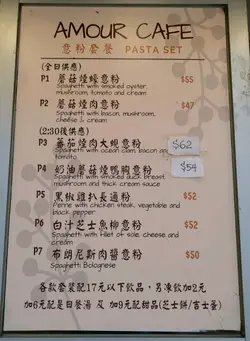 AMOUR CAFE
意粉套餐 PASTA SET
(全日供應)
P1 蘑菇煙蠔意粉 $55
Spaghetti with smoked oyster,
mushroom, tomato and cream
P2 蘑菇煙肉意粉 $47
Spaghetti with bacon, mushroom,
cheese & cream
(2:30後供應)
P3 蕃茄煙肉大蜆意粉 $62
Spaghetti with ocean clam, bacon and
tomato
P4 奶油蘑菇煙鴨胸意粉 $54
Spaghetti with smoked duck breast,
mushroom and thick cream sauce
P5 黑椒雞扒長通粉 $52
Penne with chicken steak, vegetable and
black pepper
P6 白汁芝士魚柳意粉 $52
Spaghetti with fillet of sole, cheese and
cream
P7 布朗尼斯肉醬意粉 $50
Spaghetti Bolognese
各款套餐配17元以下飲品, 另凍飲加2元
加6元配是日餐湯 及 加9元配甜品(芝士餅/吉士蛋)